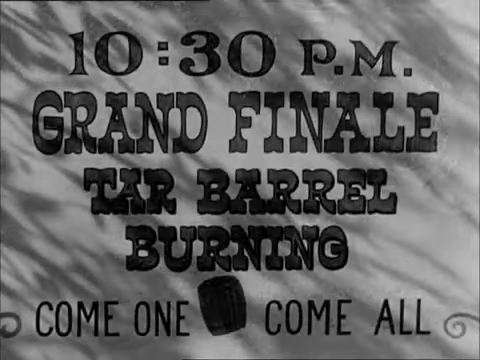 10:30 P.M.
GRAND FINALE
TAR BARREL
BURNING
COME ONE COME ALL